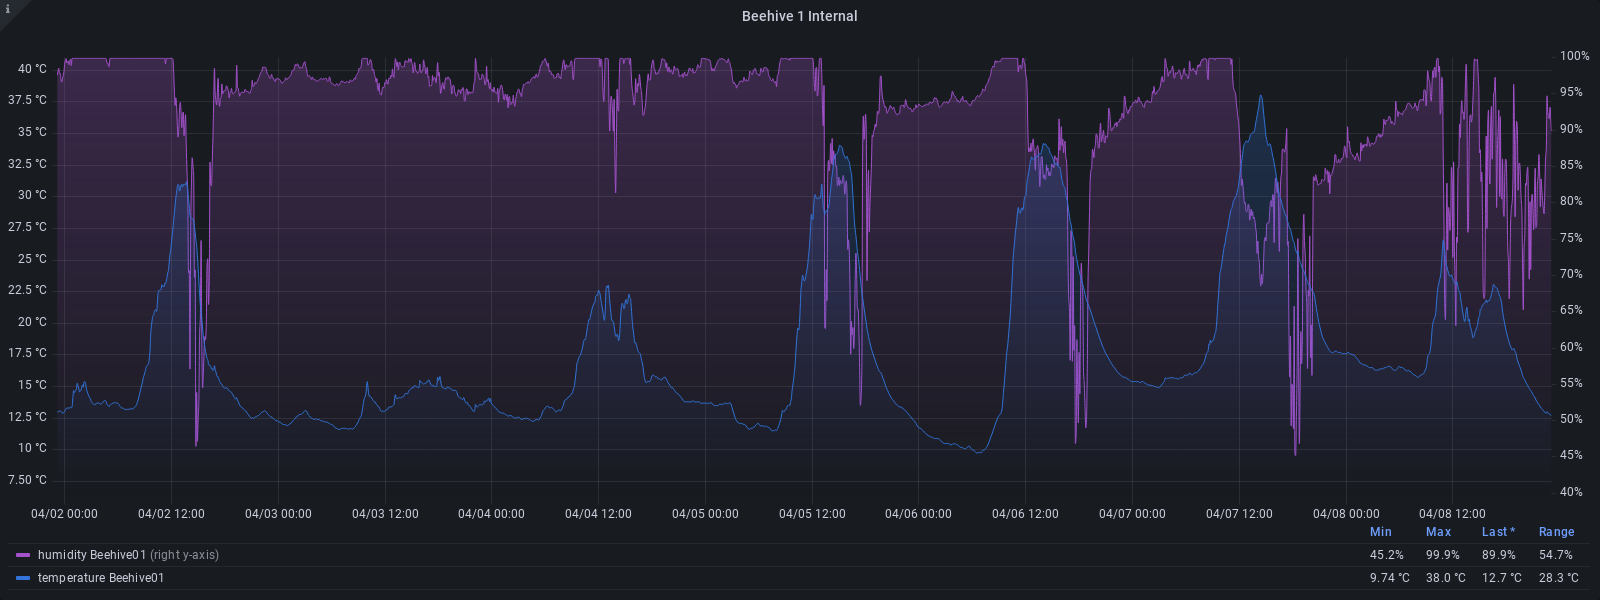 i
Beehive 1 Internal
40 °C
37.5 °C
35 °C
32.5 °C
30 °C
27.5 °C
25 °C
22.5 °C
20 °C
17.5 °C
15 °C
12.5 °C
10 °C
7.50 °C
100%
95%
90%
85%
80%
75%
70%
65%
60%
55%
50%
45%
40%
04/02 00:00 04/02 12:00 04/03 00:00 04/03 12:00 04/04 00:00 04/04 12:00 04/05 00:00 04/05 12:00 04/06 00:00 04/06 12:00 04/07 00:00 04/07 12:00 04/08 00:00 04/08 12:00
Min Max Last * Range
humidity Beehive01 (right y-axis) 45.2% 99.9% 89.9% 54.7%
temperature Beehive01 9.74 °C 38.0 °C 12.7 °C 28.3 °C